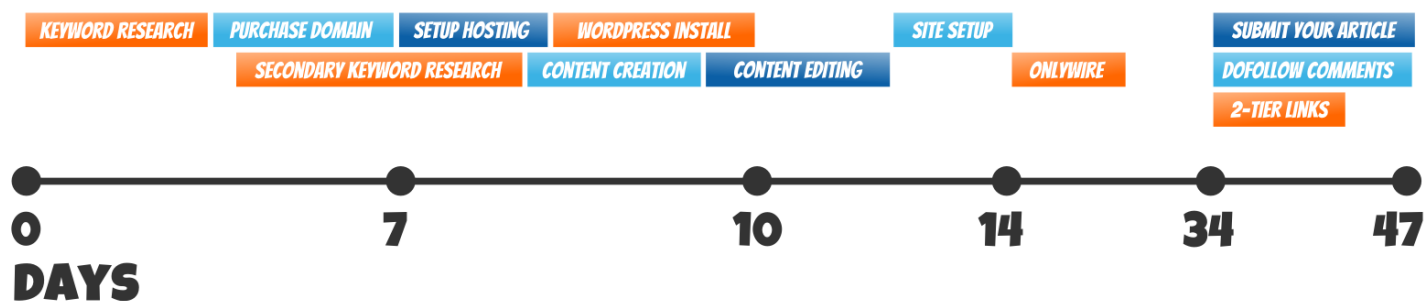 KEYWORD RESEARCH
PURCHASE DOMAIN
SETUP HOSTING
WORDPRESS INSTALL
SITE SETUP
SUBMIT YOUR ARTICLE
SECONDARY KEYWORD RESEARCH
CONTENT CREATION
CONTENT EDITING
ONLYWIRE
DOFOLLOW COMMENTS
2-TIER LINKS
0
7
10
14
34
47
DAYS